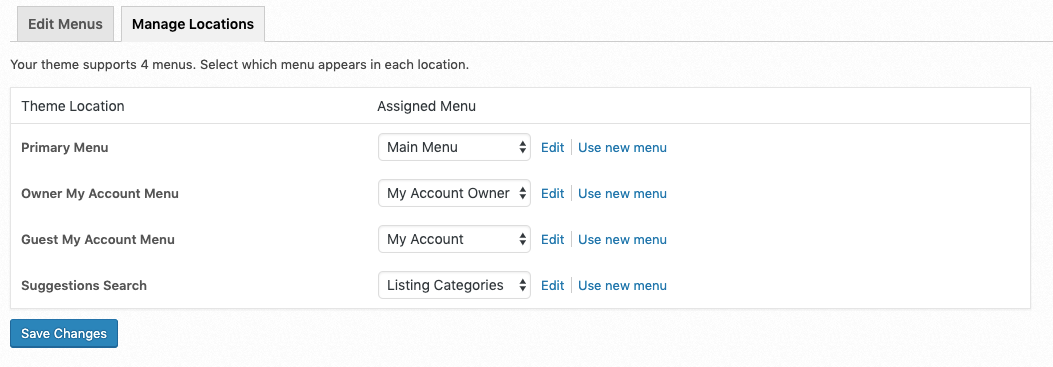 Edit Menus Manage Locations
Your theme supports 4 menus. Select which menu appears in each location.
Theme Location Assigned Menu
Primary Menu Main Menu Edit Use new menu
Owner My Account Menu My Account Owner Edit Use new menu
Guest My Account Menu My Account Edit Use new menu
Suggestions Search Listing Categories Edit Use new menu
Save Changes